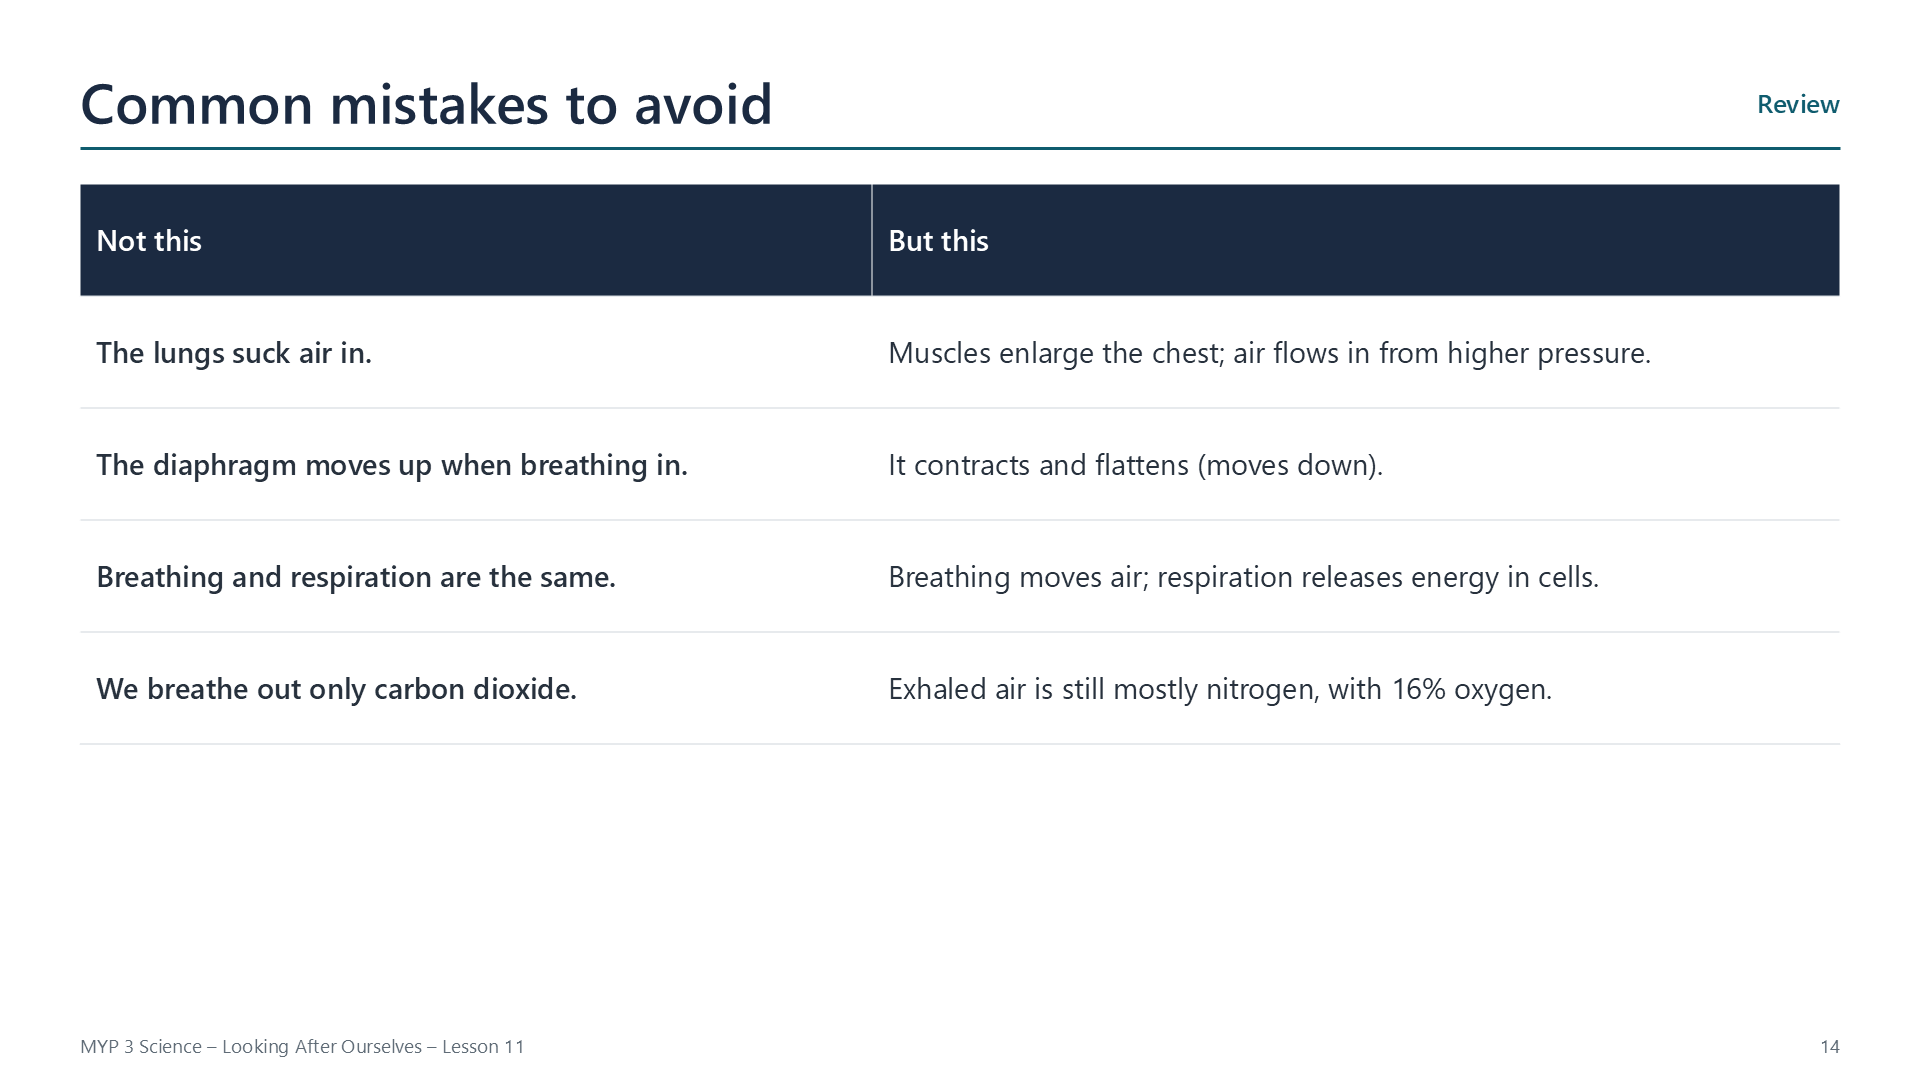 Common mistakes to avoid
Review
Not this
But this
The lungs suck air in.
Muscles enlarge the chest; air flows in from higher pressure.
The diaphragm moves up when breathing in.
It contracts and flattens (moves down).
Breathing and respiration are the same.
Breathing moves air; respiration releases energy in cells.
We breathe out only carbon dioxide.
Exhaled air is still mostly nitrogen, with 16% oxygen.
MYP 3 Science – Looking After Ourselves – Lesson 11
14